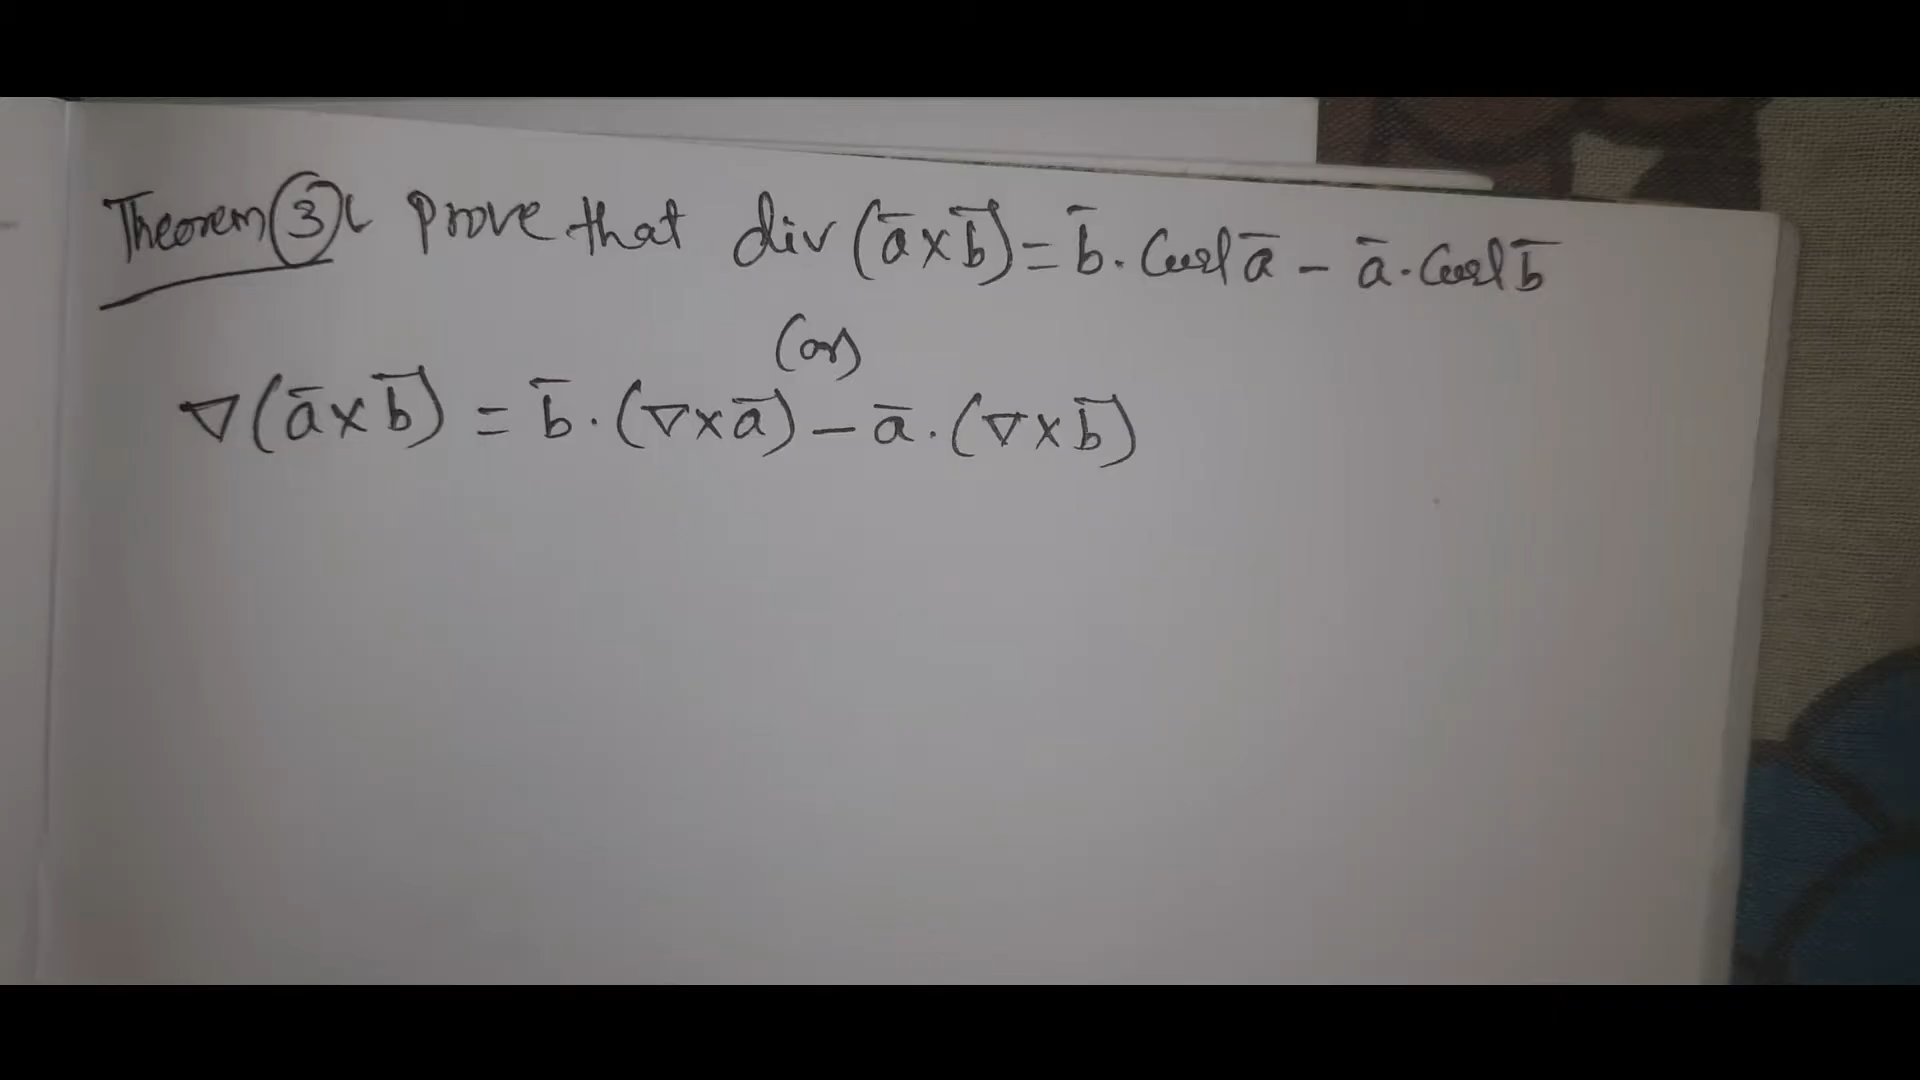 Theorem ③ Prove that div (a̅ × b̅) = b̅ . Curl a̅ - a̅ . Curl b̅
(or)
∇ (a̅ × b̅) = b̅ . (∇ × a̅) - a̅ . (∇ × b̅)